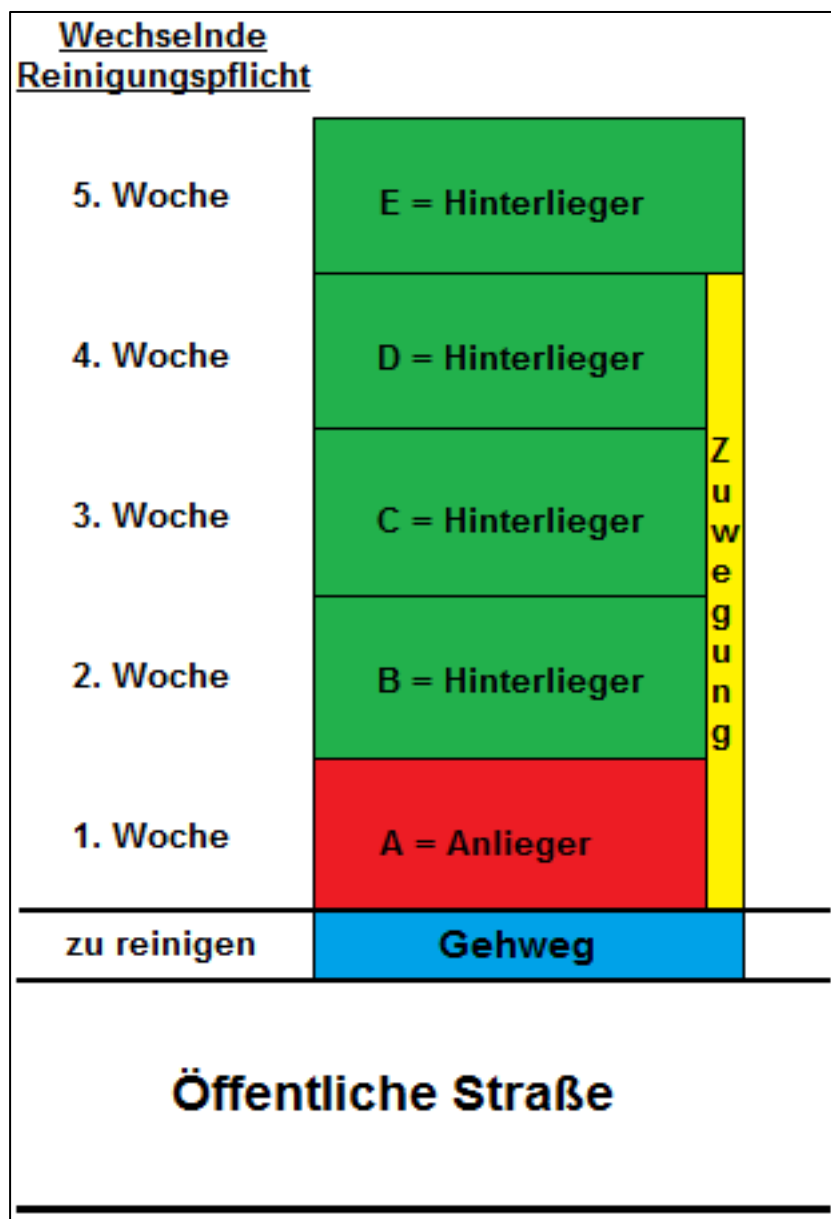 Wechselnde
Reinigungspflicht
5. Woche
E = Hinterlieger
4. Woche
D = Hinterlieger
3. Woche
C = Hinterlieger
2. Woche
B = Hinterlieger
Zuwegung
1. Woche
A = Anlieger
zu reinigen
Gehweg
Öffentliche Straße